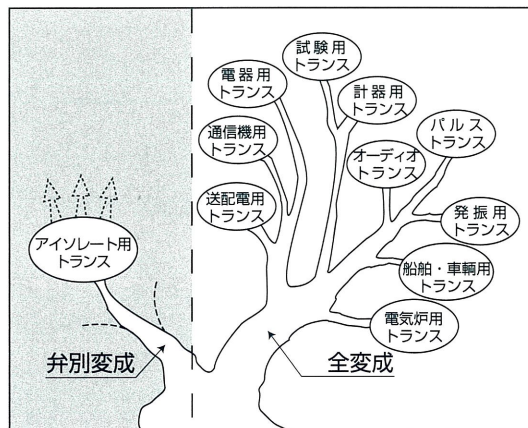 試験用
トランス
電器用
トランス
計器用
トランス
パルス
トランス
通信機用
トランス
オーディオ
トランス
送配電用
トランス
発振用
トランス
アイソレート用
トランス
船舶・車輌用
トランス
電気炉用
トランス
弁別変成
全変成